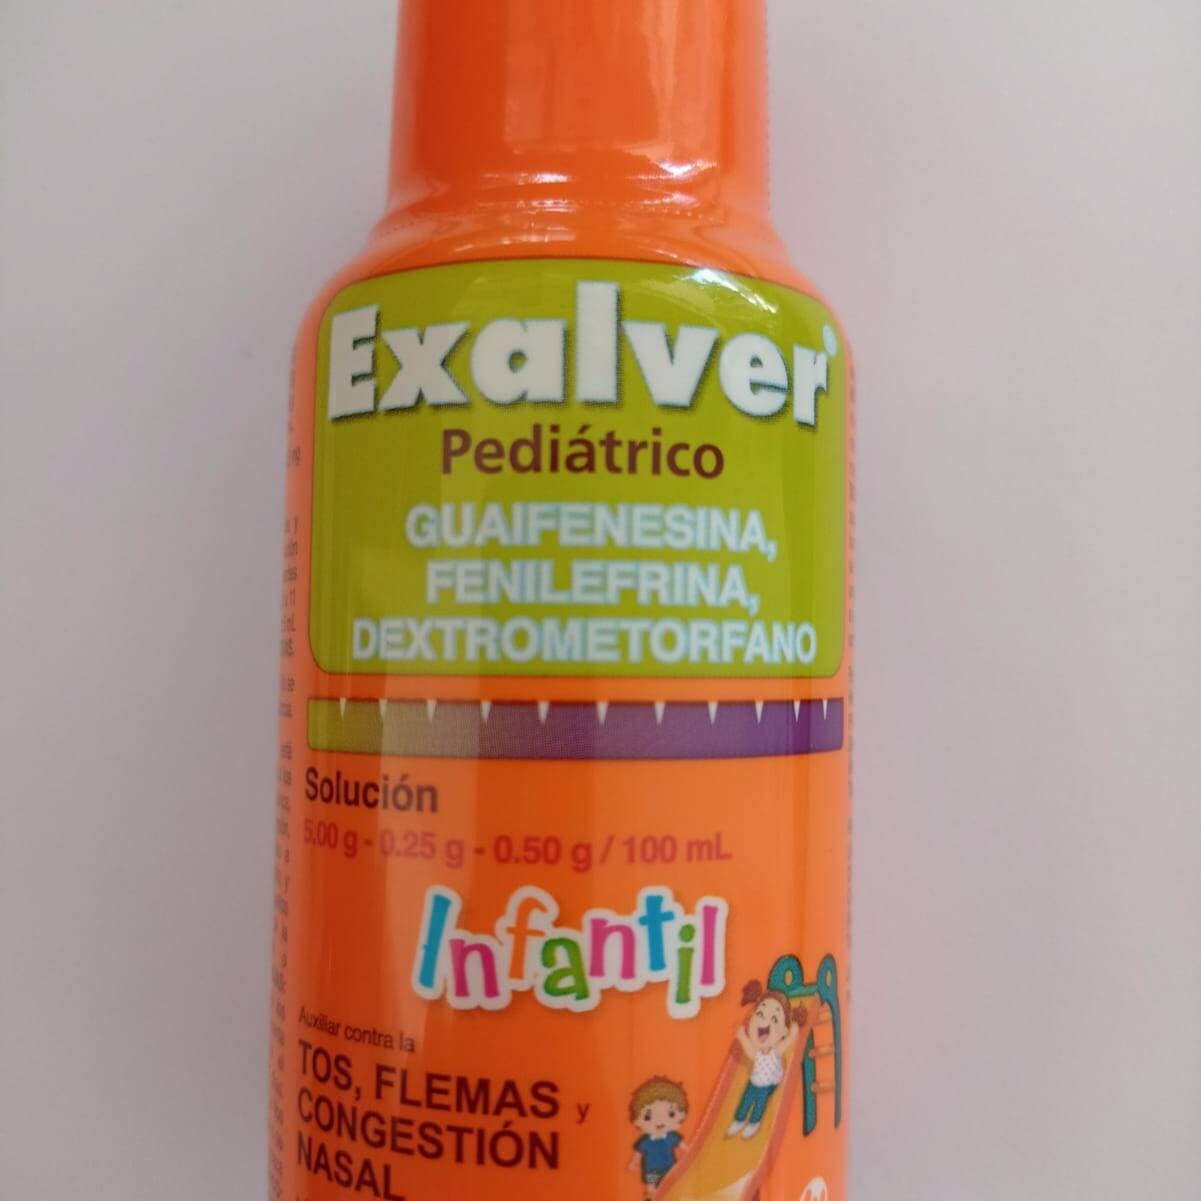 Exalver®
Pediátrico
GUAIFENESINA,
FENILEFRINA,
DEXTROMETORFANO
Solución
5.00 g - 0.25 g - 0.50 g / 100 mL
Infantil
Auxiliar contra la
TOS, FLEMAS y
CONGESTIÓN
NASAL